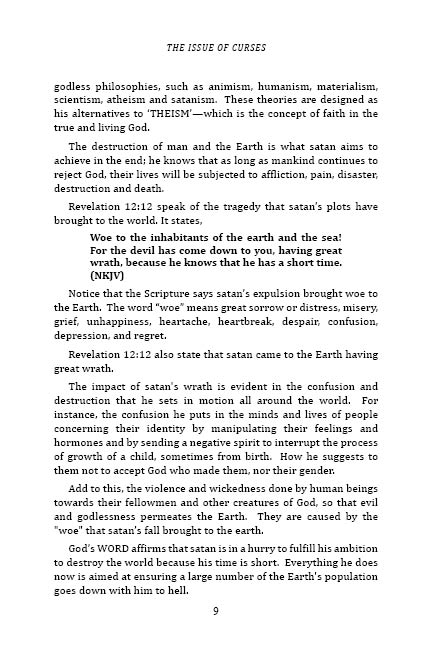 THE ISSUE OF CURSES
godless philosophies, such as animism, humanism, materialism,
scientism, atheism and satanism.  These theories are designed as
his alternatives to ‘THEISM’—which is the concept of faith in the
true and living God.
The destruction of man and the Earth is what satan aims to
achieve in the end; he knows that as long as mankind continues to
reject God, their lives will be subjected to affliction, pain, disaster,
destruction and death.
Revelation 12:12 speak of the tragedy that satan’s plots have
brought to the world. It states,
Woe to the inhabitants of the earth and the sea!
For the devil has come down to you, having great
wrath, because he knows that he has a short time.
(NKJV)
Notice that the Scripture says satan’s expulsion brought woe to
the Earth.  The word “woe” means great sorrow or distress, misery,
grief, unhappiness, heartache, heartbreak, despair, confusion,
depression, and regret.
Revelation 12:12 also state that satan came to the Earth having
great wrath.
The impact of satan's wrath is evident in the confusion and
destruction that he sets in motion all around the world.  For
instance, the confusion he puts in the minds and lives of people
concerning their identity by manipulating their feelings and
hormones and by sending a negative spirit to interrupt the process
of growth of a child, sometimes from birth.  How he suggests to
them not to accept God who made them, nor their gender.
Add to this, the violence and wickedness done by human beings
towards their fellowmen and other creatures of God, so that evil
and godlessness permeates the Earth.  They are caused by the
"woe" that satan's fall brought to the earth.
God’s WORD affirms that satan is in a hurry to fulfill his ambition
to destroy the world because his time is short.  Everything he does
now is aimed at ensuring a large number of the Earth's population
goes down with him to hell.
9